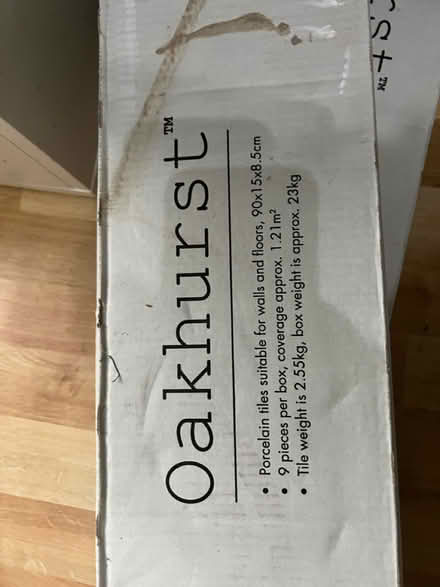 Oakhurst™
• Porcelain tiles suitable for walls and floors, 90x15x8.5cm
• 9 pieces per box, coverage approx. 1.21m²
• Tile weight is 2.55kg, box weight is approx. 23kg
st™